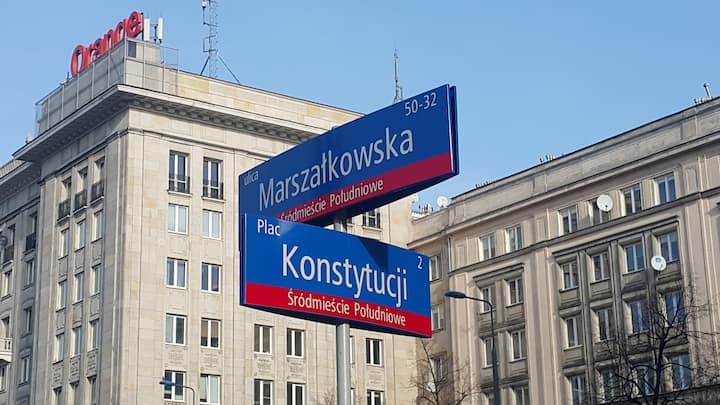 Orange
50-32
ulica
Marszałkowska
Śródmieście Południowe
Plac
2
Konstytucji
Śródmieście Południowe